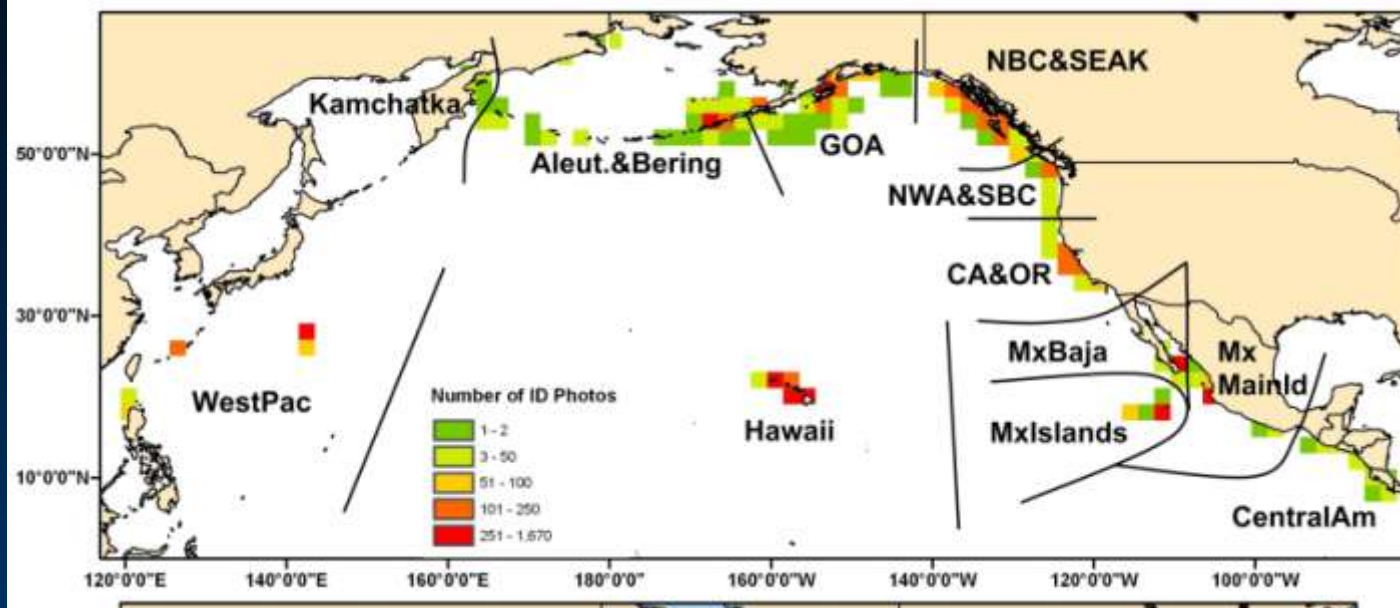 NBC&SEAK
Kamchatka
50°0'0"N
Aleut.&Bering
GOA
NWA&SBC
CA&OR
30°0'0"N
MxBaja
Mx
Mainld
WestPac
Number of ID Photos
1 - 2
3 - 50
51 - 100
101 - 250
251 - 1,670
Hawaii
MxIslands
10°0'0"N
CentralAm
120°0'0"E
140°0'0"E
160°0'0"E
180°0'0"
160°0'0"W
140°0'0"W
120°0'0"W
100°0'0"W